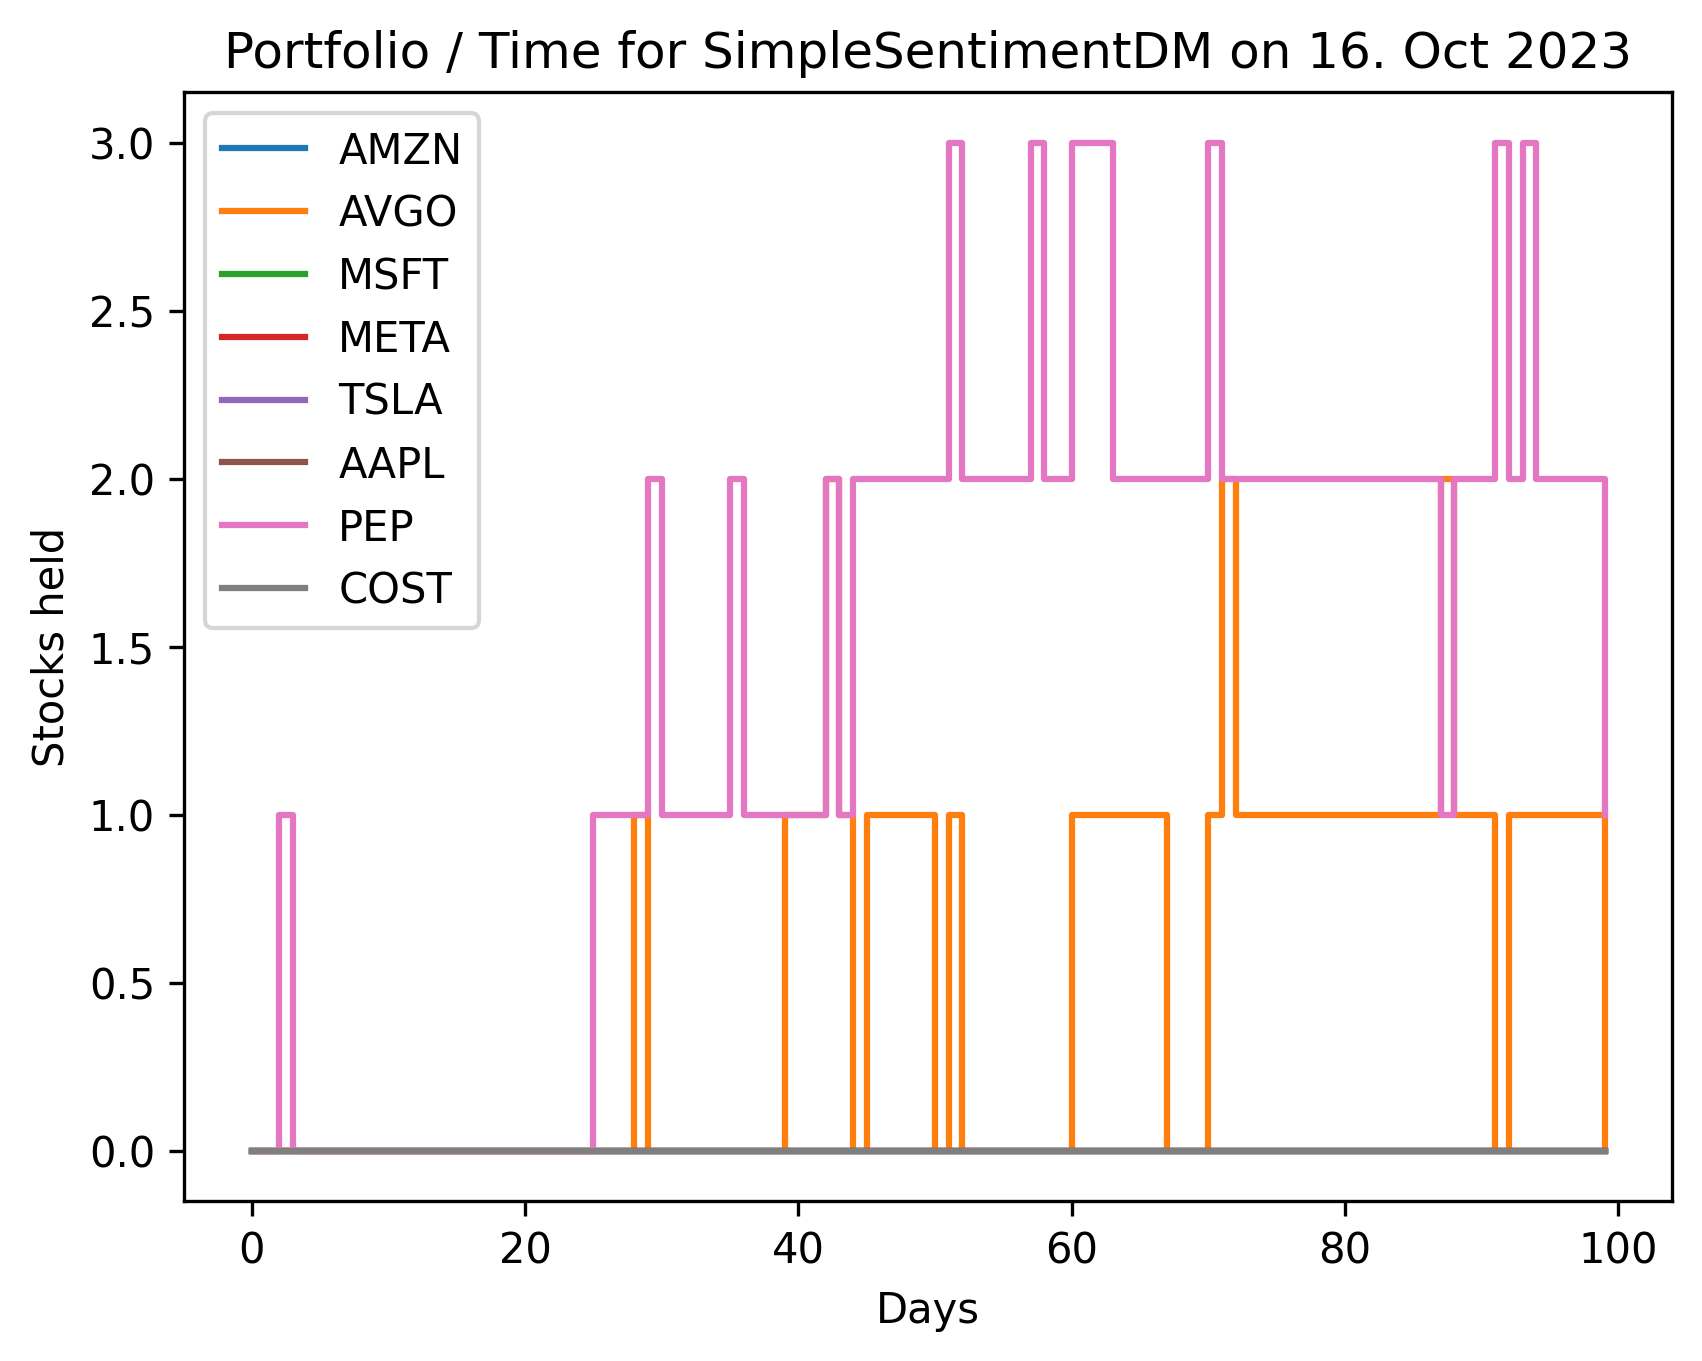 Portfolio / Time for SimpleSentimentDM on 16. Oct 2023
AMZN
AVGO
MSFT
META
TSLA
AAPL
PEP
COST
Stocks held
3.0
2.5
2.0
1.5
1.0
0.5
0.0
0 20 40 60 80 100
Days